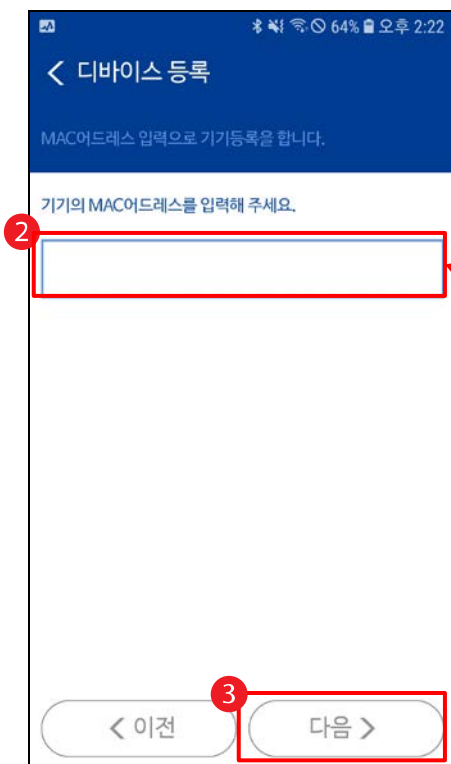 64% 오후 2:22
< 디바이스 등록
MAC어드레스 입력으로 기기등록을 합니다.
기기의 MAC어드레스를 입력해 주세요.
2
3
< 이전
다음 >